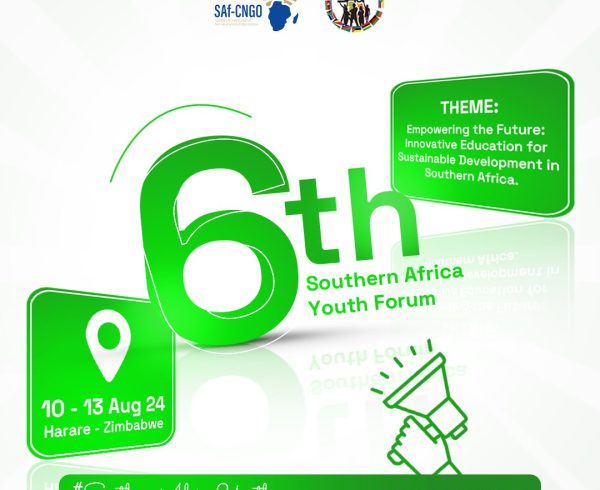 SAf-CNGO
THEME:
Empowering the Future:
Innovative Education for
Sustainable Development in
Southern Africa.
6th
Southern Africa
Youth Forum
10 - 13 Aug 24
Harare - Zimbabwe